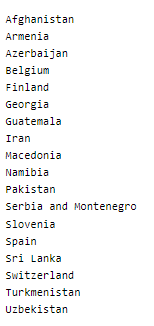 Afghanistan
Armenia
Azerbaijan
Belgium
Finland
Georgia
Guatemala
Iran
Macedonia
Namibia
Pakistan
Serbia and Montenegro
Slovenia
Spain
Sri Lanka
Switzerland
Turkmenistan
Uzbekistan